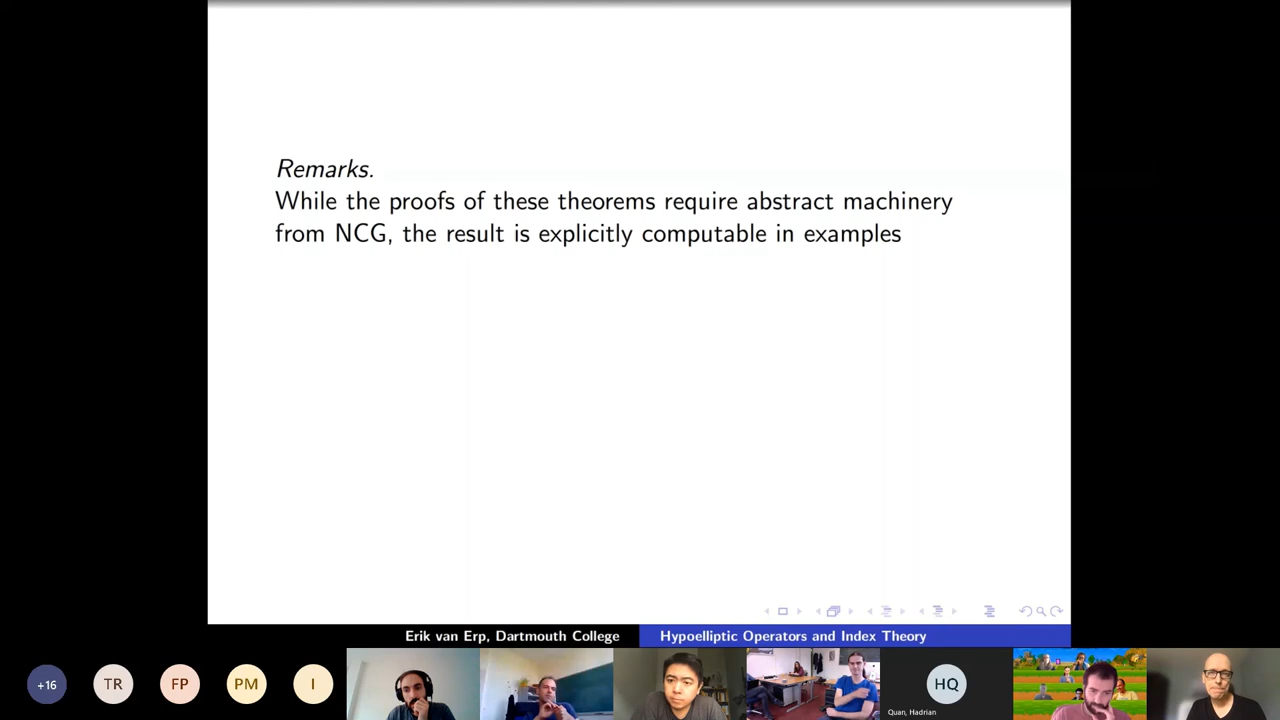 Remarks.
While the proofs of these theorems require abstract machinery
from NCG, the result is explicitly computable in examples
Erik van Erp, Dartmouth College
Hypoelliptic Operators and Index Theory
+16
TR
FP
PM
I
HQ
Quan, Hadrian